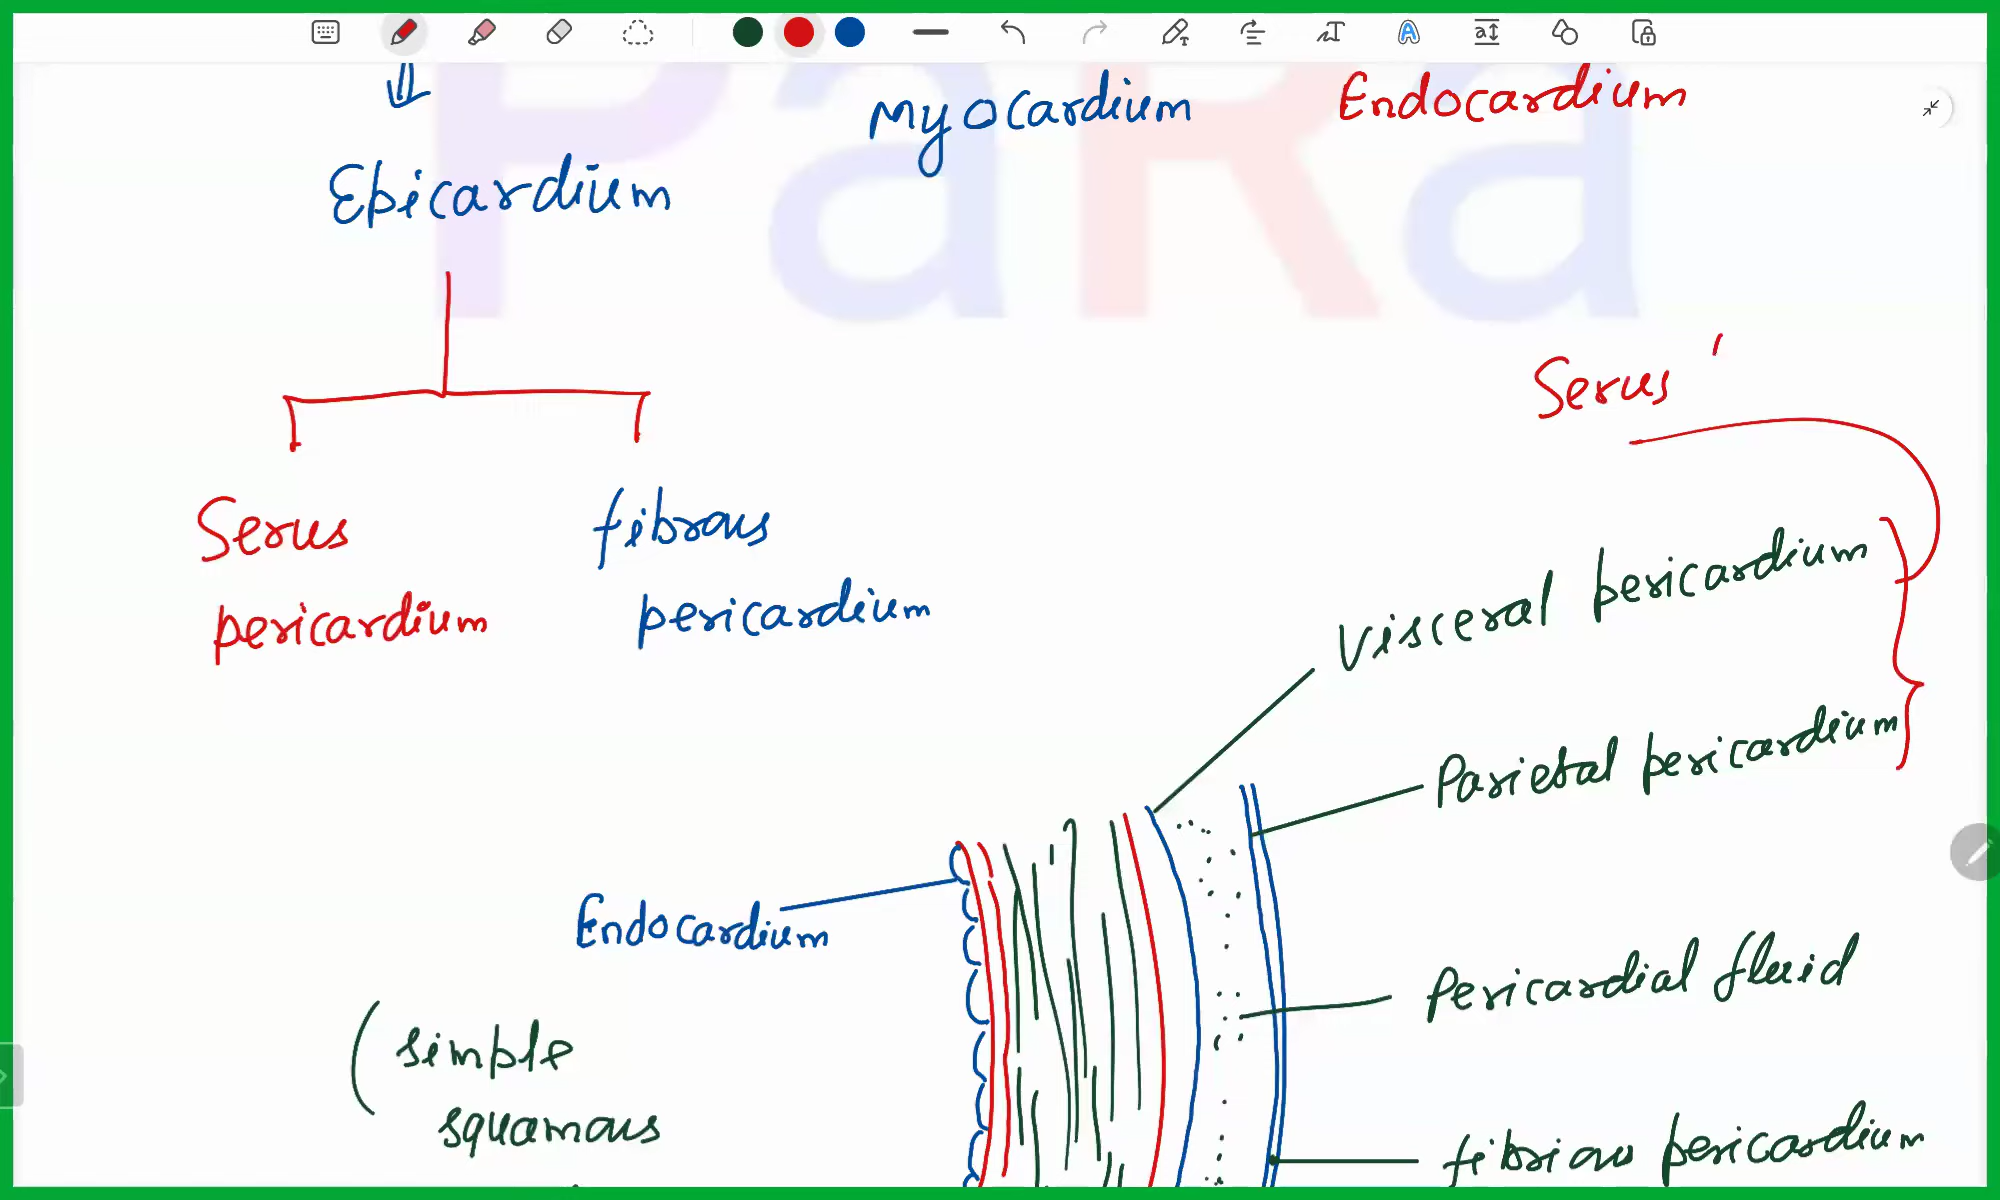 PaRa
Myocardium
Endocardium
Epicardium
Serus '
Serus
pericardium
fibrous
pericardium
Visceral pericardium
Parietal pericardium
Endocardium
Pericardial fluid
(simple
squamous
fibrious pericardium